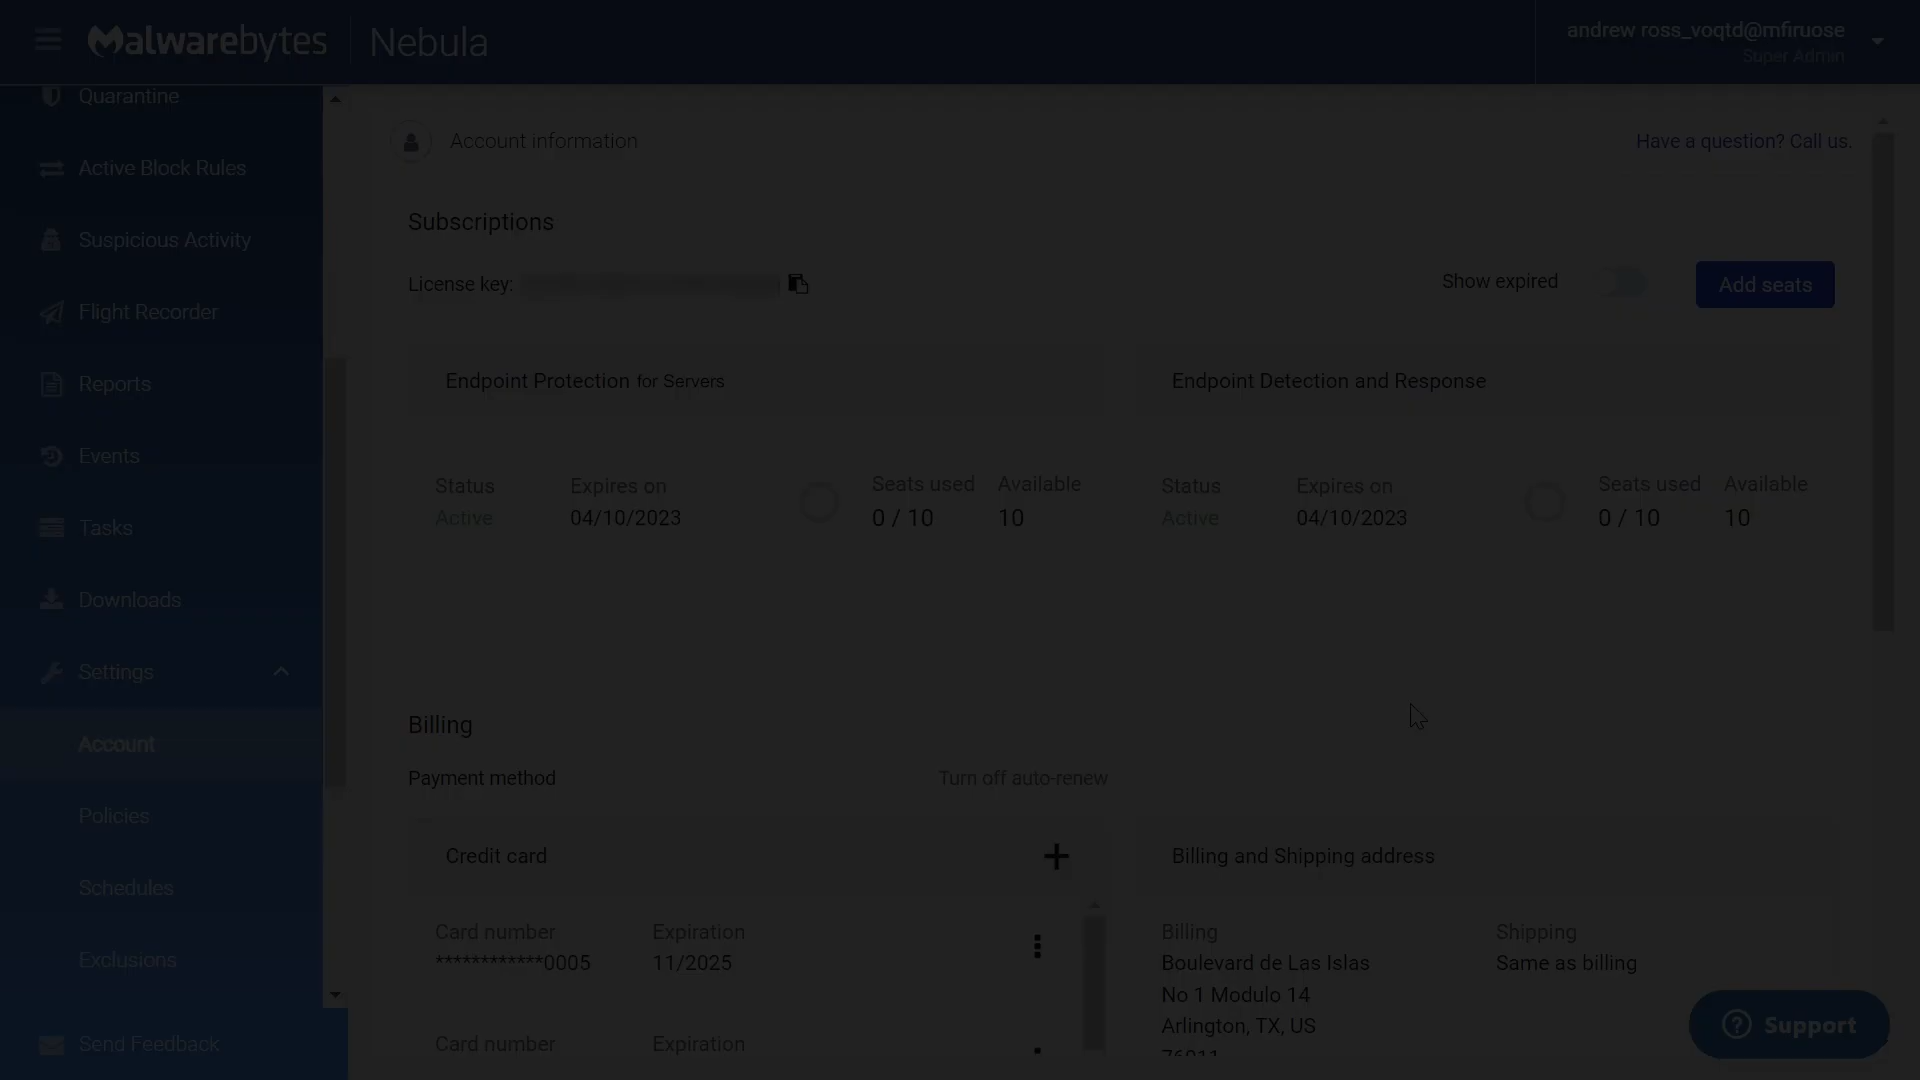 Malwarebytes Nebula
andrew ross_voqtd@mfiruose
Super Admin
Quarantine
Active Block Rules
Suspicious Activity
Flight Recorder
Reports
Events
Tasks
Downloads
Settings
Account
Policies
Schedules
Exclusions
Send Feedback
Account information
Have a question? Call us.
Subscriptions
License key:
Show expired
Add seats
Endpoint Protection for Servers
Status
Expires on
Seats used
Available
Active
04/10/2023
0 / 10
10
Endpoint Detection and Response
Status
Expires on
Seats used
Available
Active
04/10/2023
0 / 10
10
Billing
Payment method
Turn off auto-renew
Credit card
Card number
Expiration
************0005
11/2025
Card number
Expiration
Billing and Shipping address
Billing
Boulevard de Las Islas
No 1 Modulo 14
Arlington, TX, US
76011
Shipping
Same as billing
Support